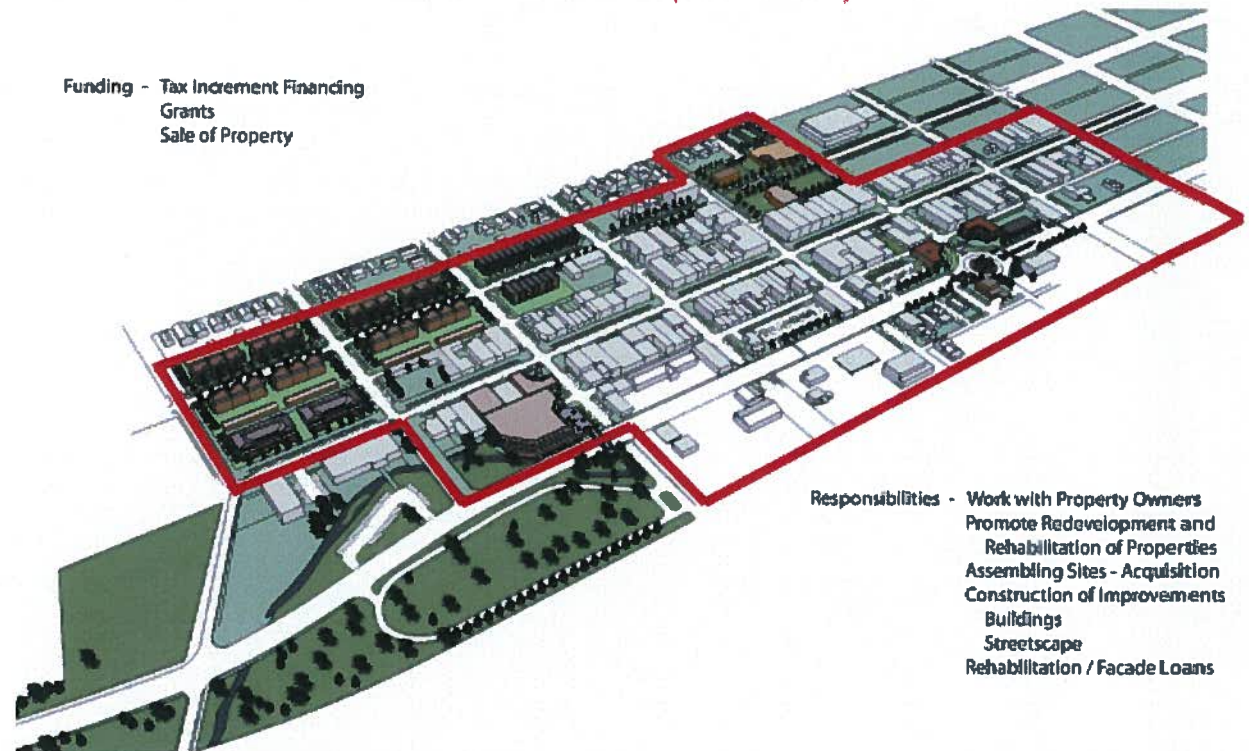 Funding - Tax Increment Financing
Grants
Sale of Property
Responsibilities - Work with Property Owners
Promote Redevelopment and
Rehabilitation of Properties
Assembling Sites - Acquisition
Construction of Improvements
Buildings
Streetscape
Rehabilitation / Facade Loans